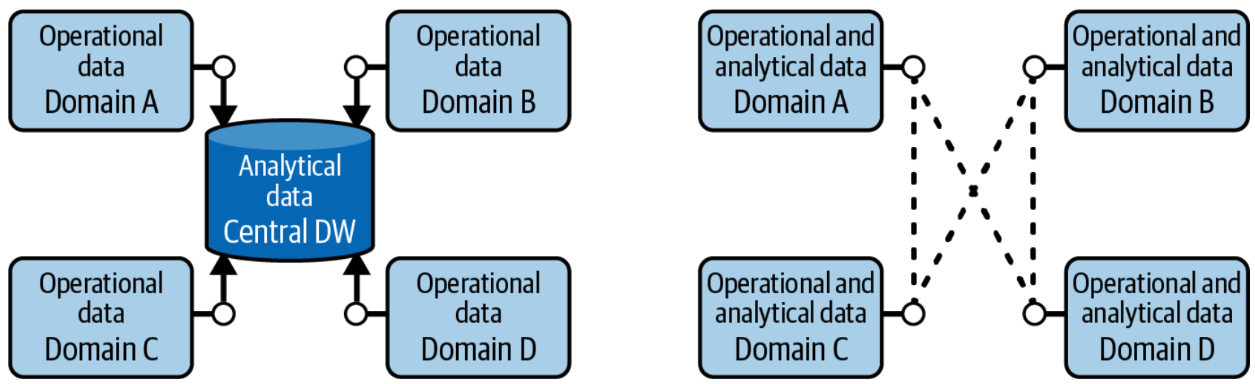 Operational
data
Domain A
Operational
data
Domain B
Analytical
data
Central DW
Operational
data
Domain C
Operational
data
Domain D
Operational and
analytical data
Domain A
Operational and
analytical data
Domain B
Operational and
analytical data
Domain C
Operational and
analytical data
Domain D